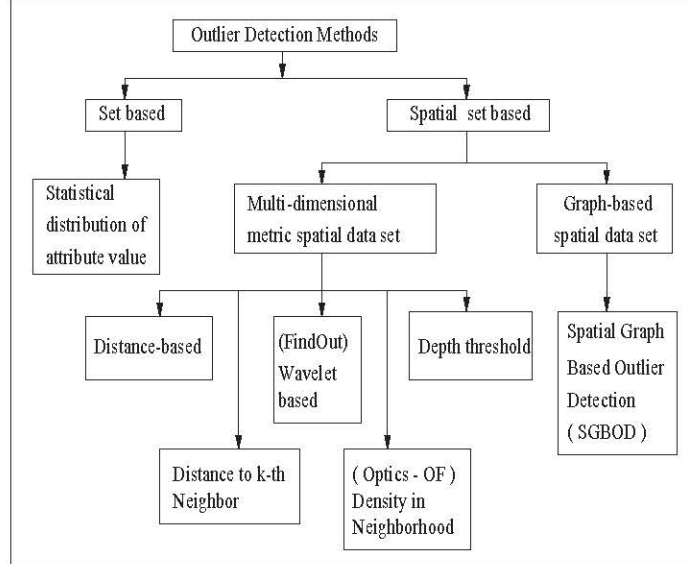 Outlier Detection Methods
Set based
Spatial set based
Statistical
distribution of
attribute value
Multi-dimensional
metric spatial data set
Graph-based
spatial data set
Distance-based
(FindOut)
Wavelet
based
Depth threshold
Spatial Graph
Based Outlier
Detection
( SGBOD )
Distance to k-th
Neighbor
( Optics - OF )
Density in
Neighborhood